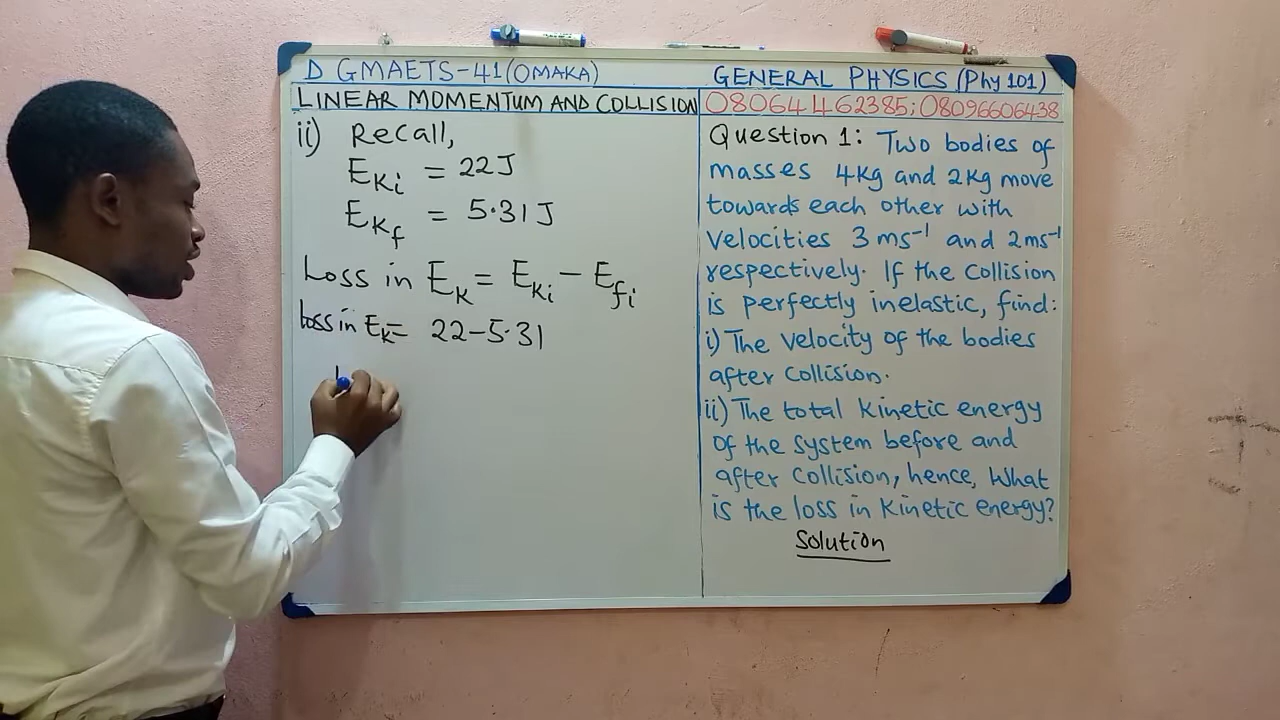 D GMAETS-41(OMAKA)
LINEAR MOMENTUM AND COLLISION
ii) Recall,
EKi = 22J
EKf = 5.31J
Loss in EK = EKi - Efi
Loss in EK = 22-5.31
GENERAL PHYSICS (Phy 101)
08064462385; 08096606438
Question 1: Two bodies of
masses 4Kg and 2Kg move
towards each other with
velocities 3 ms⁻¹ and 2ms⁻¹
respectively. If the collision
is perfectly inelastic, find:
i) The velocity of the bodies
after collision.
ii) The total kinetic energy
of the system before and
after collision, hence, What
is the loss in kinetic energy?
Solution